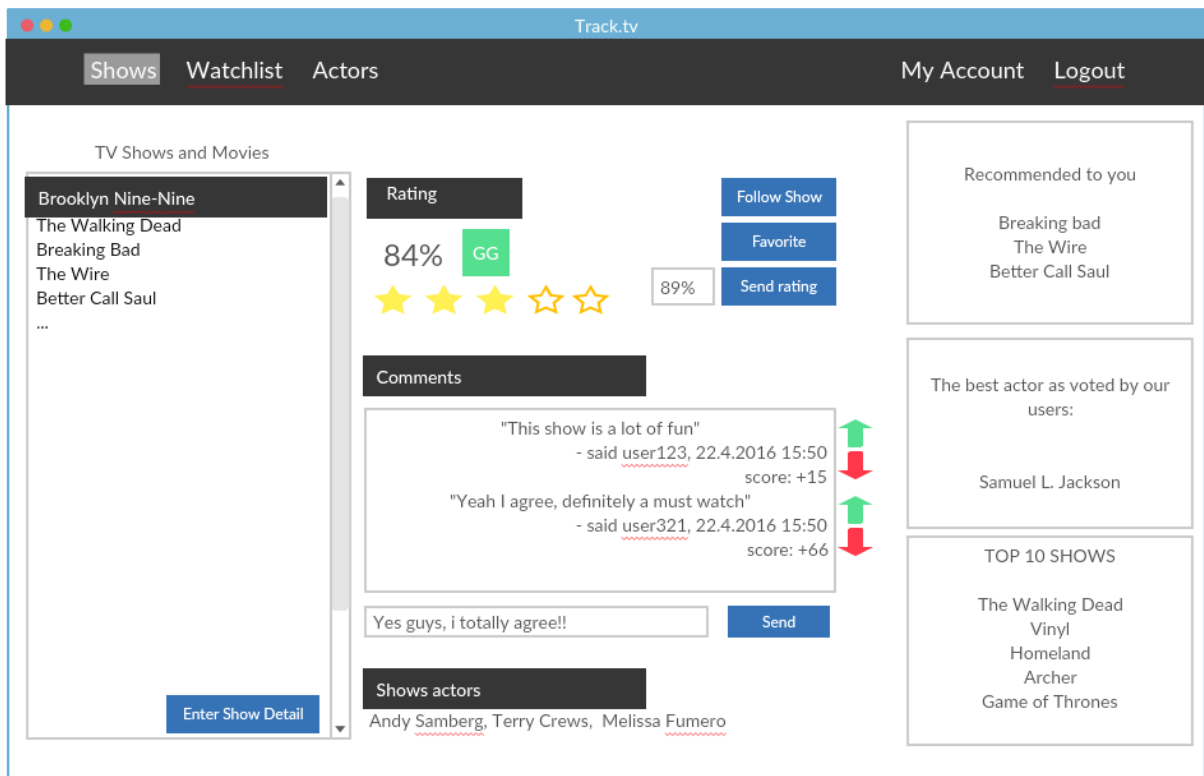 Track.tv
Shows Watchlist Actors My Account Logout
TV Shows and Movies
Brooklyn Nine-Nine
The Walking Dead
Breaking Bad
The Wire
Better Call Saul
...
Enter Show Detail
Rating
84% GG
Follow Show
Favorite
89% Send rating
Comments
"This show is a lot of fun"
- said user123, 22.4.2016 15:50
score: +15
"Yeah I agree, definitely a must watch"
- said user321, 22.4.2016 15:50
score: +66
Yes guys, i totally agree!! Send
Shows actors
Andy Samberg, Terry Crews, Melissa Fumero
Recommended to you
Breaking bad
The Wire
Better Call Saul
The best actor as voted by our
users:
Samuel L. Jackson
TOP 10 SHOWS
The Walking Dead
Vinyl
Homeland
Archer
Game of Thrones